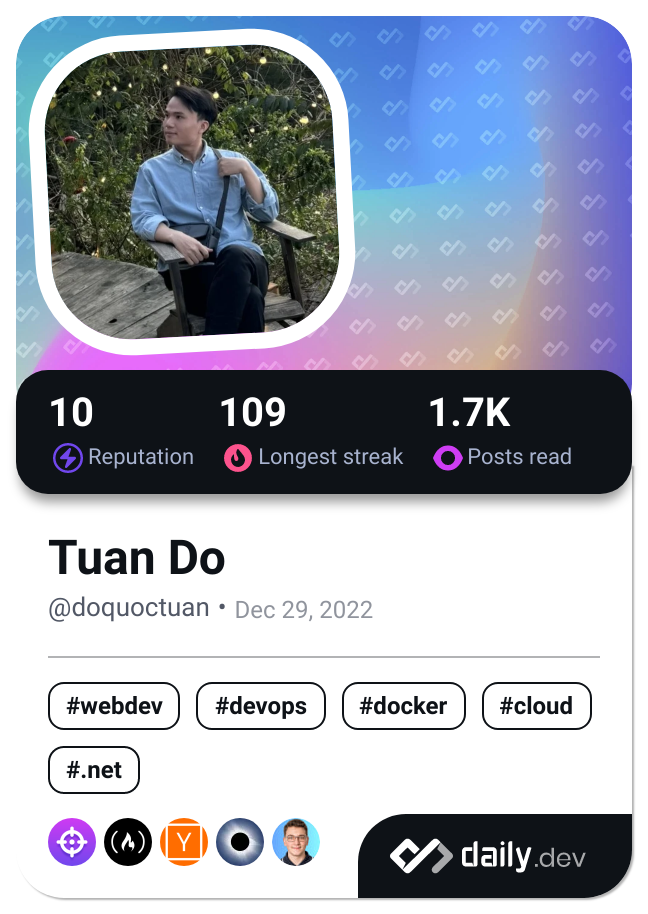 10 109 1.7K
Reputation Longest streak Posts read
Tuan Do
@doquoctuan • Dec 29, 2022
#webdev #devops #docker #cloud
#.net
Y
daily.dev